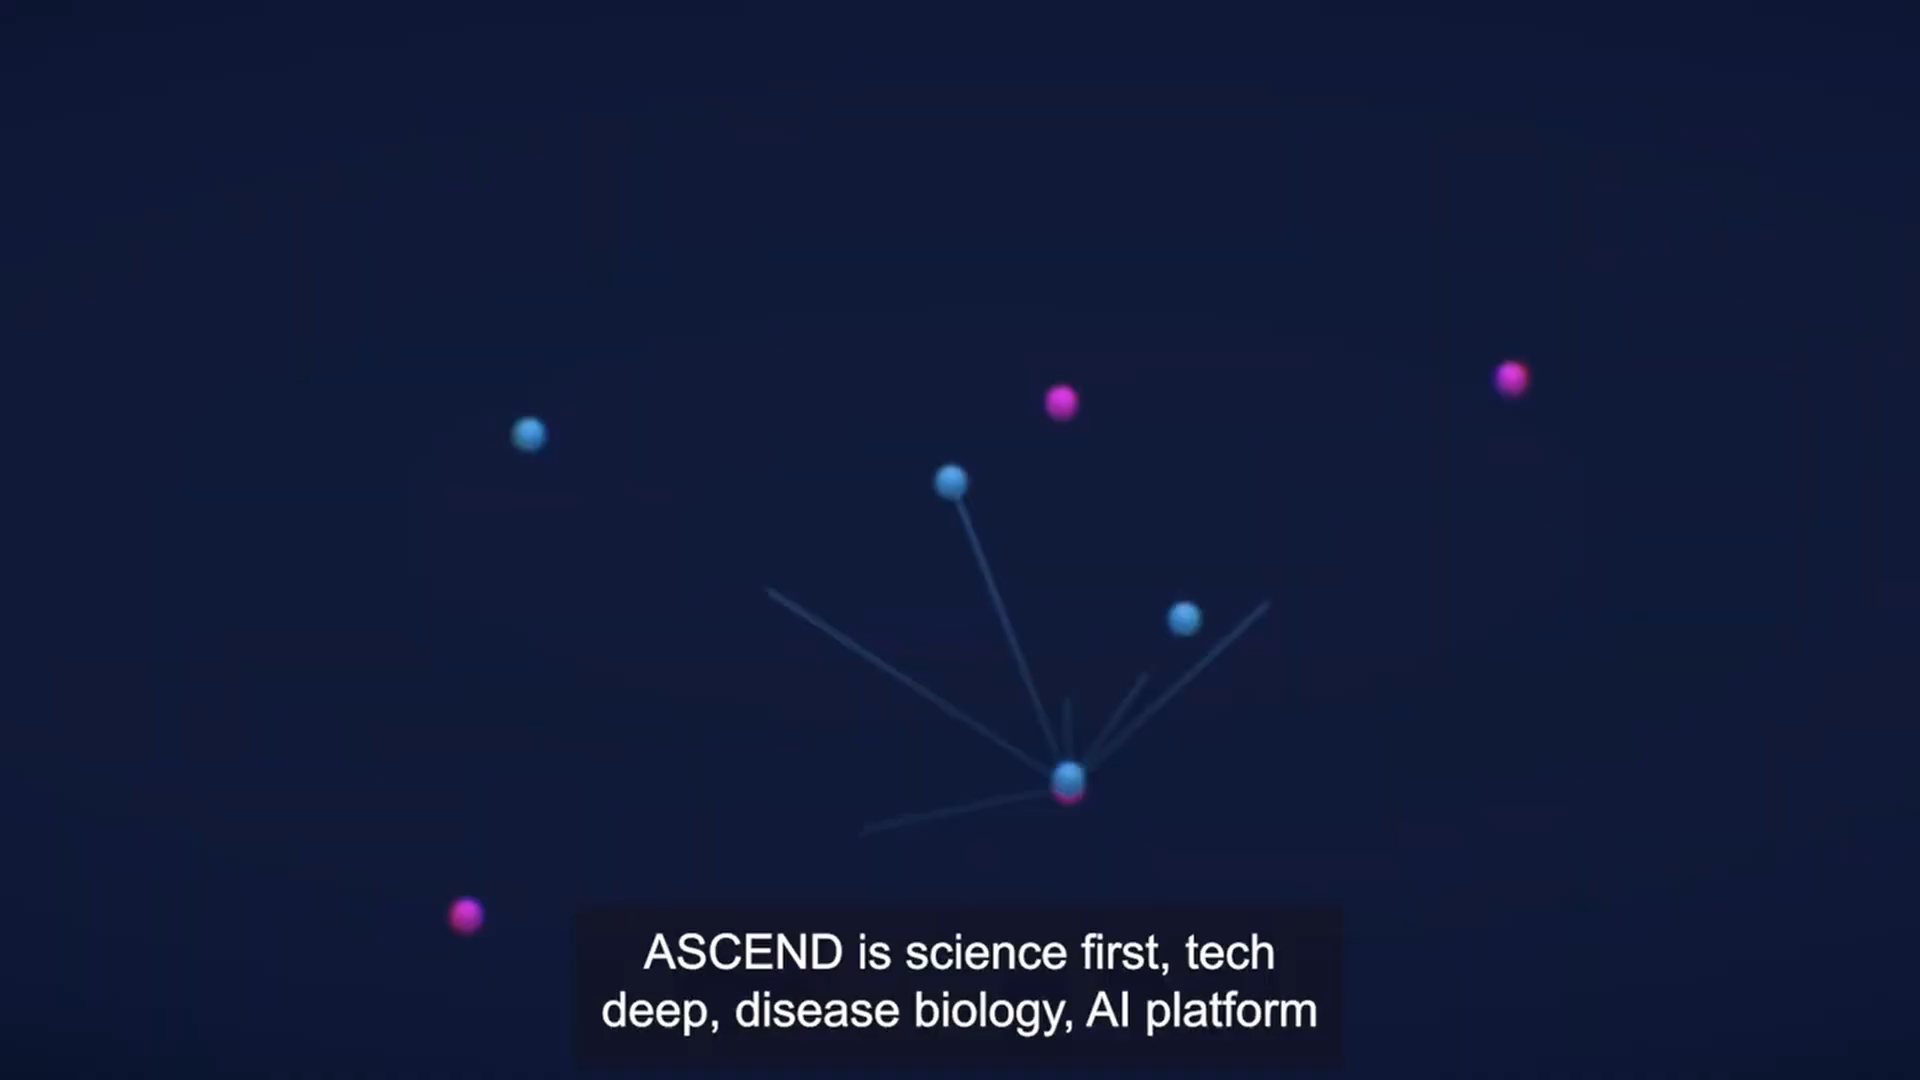 ASCEND is science first, tech
deep, disease biology, AI platform